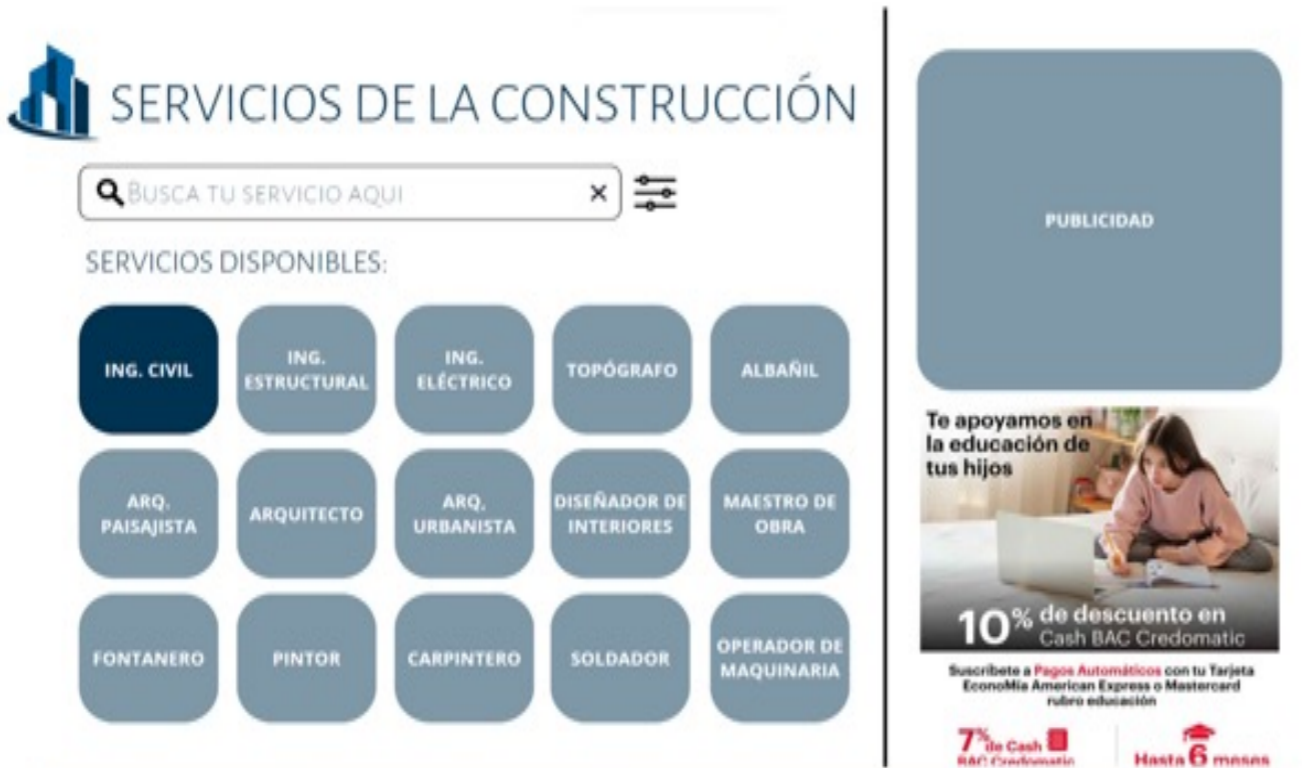 SERVICIOS DE LA CONSTRUCCIÓN
BUSCA TU SERVICIO AQUI
SERVICIOS DISPONIBLES:
ING. CIVIL
ING.
ESTRUCTURAL
ING.
ELÉCTRICO
TOPÓGRAFO
ALBAÑIL
ARQ.
PAISAJISTA
ARQUITECTO
ARQ.
URBANISTA
DISEÑADOR DE
INTERIORES
MAESTRO DE
OBRA
FONTANERO
PINTOR
CARPINTERO
SOLDADOR
OPERADOR DE
MAQUINARIA
PUBLICIDAD
Te apoyamos en
la educación de
tus hijos
10% de descuento en
Cash BAC Credomatic
Suscríbete a Pagos Automáticos con tu Tarjeta
EconoMía American Express o Mastercard
rubro educación
7% de Cash
BAC Credomatic
Hasta 6 meses